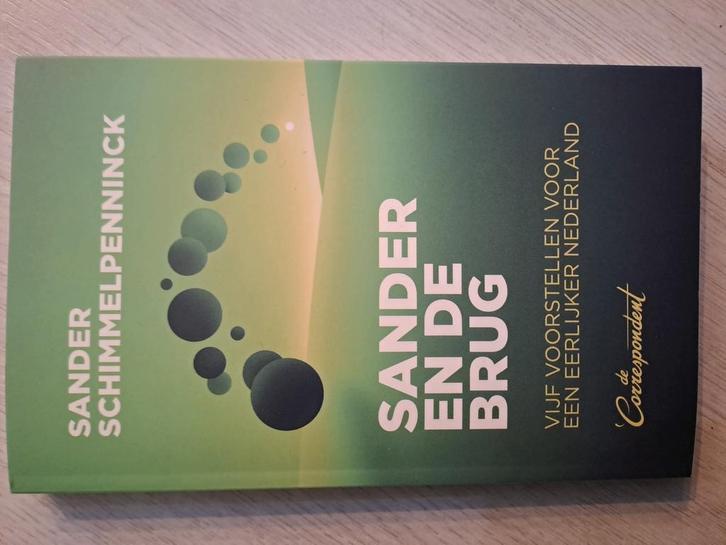 SANDER
SCHIMMELPENNINCK
SANDER
EN DE
BRUG
VIJF VOORSTELLEN VOOR
EEN EERLIJKER NEDERLAND
de
Correspondent